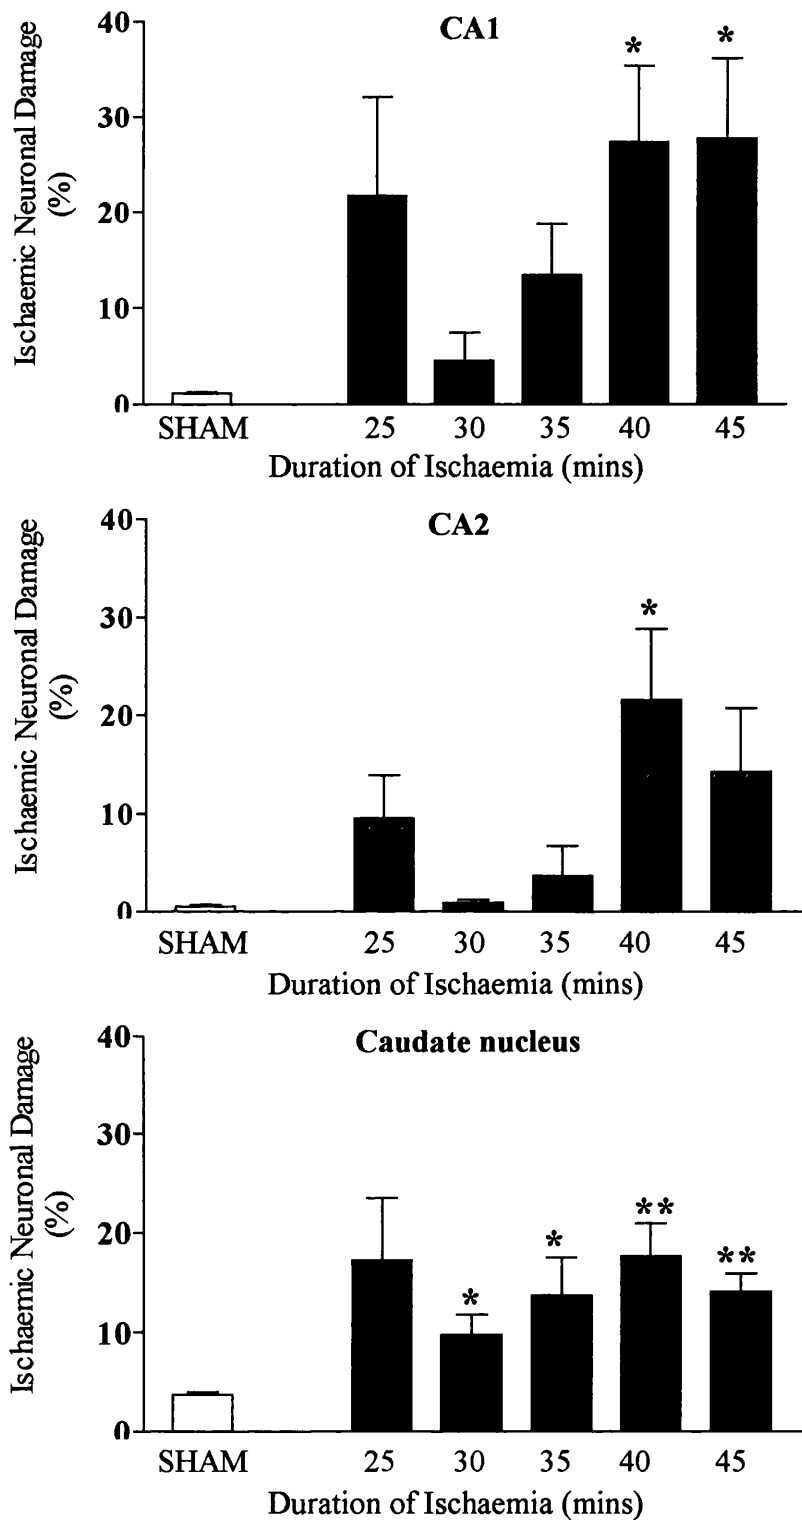 CA1
40
30
20
10
0
Ischaemic Neuronal Damage
(%)
* *
SHAM 25 30 35 40 45
Duration of Ischaemia (mins)
CA2
40
30
20
10
0
Ischaemic Neuronal Damage
(%)
*
SHAM 25 30 35 40 45
Duration of Ischaemia (mins)
Caudate nucleus
40
30
20
10
0
Ischaemic Neuronal Damage
(%)
* * ** **
SHAM 25 30 35 40 45
Duration of Ischaemia (mins)